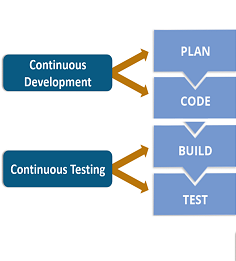 PLAN
Continuous
Development
CODE
BUILD
Continuous Testing
TEST